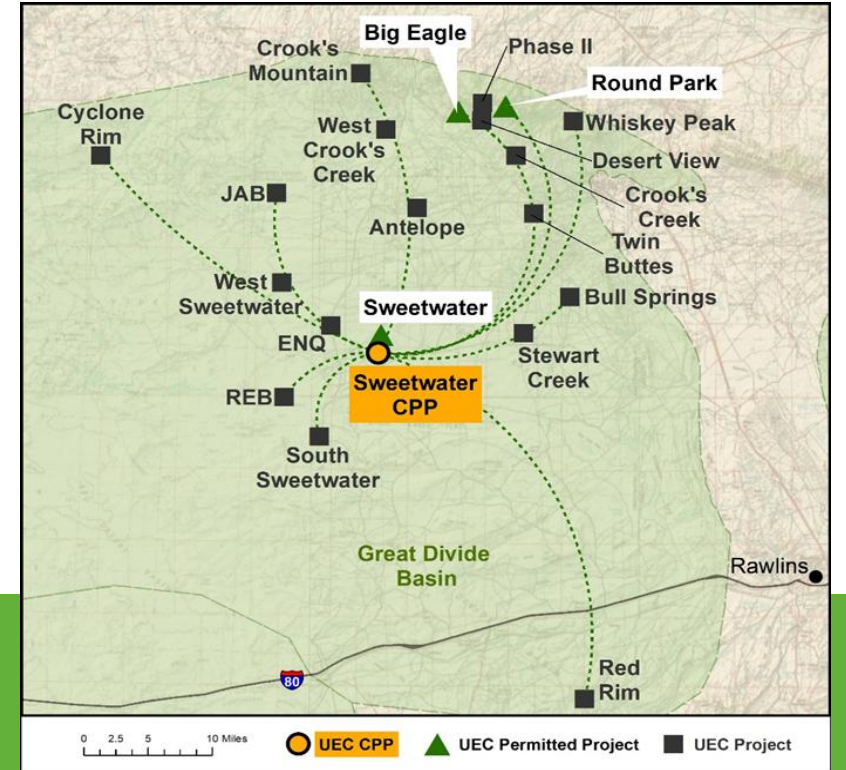 Big Eagle
Crook's
Mountain
Phase II
Round Park
Cyclone
Rim
West
Crook's
Creek
Whiskey Peak
Desert View
JAB
Antelope
Crook's
Creek
Twin
Buttes
West
Sweetwater
Sweetwater
Bull Springs
ENQ
Stewart
Creek
Sweetwater
CPP
REB
South
Sweetwater
Great Divide
Basin
Rawlins
80
Red
Rim
0 2.5 5 10 Miles
UEC CPP
UEC Permitted Project
UEC Project